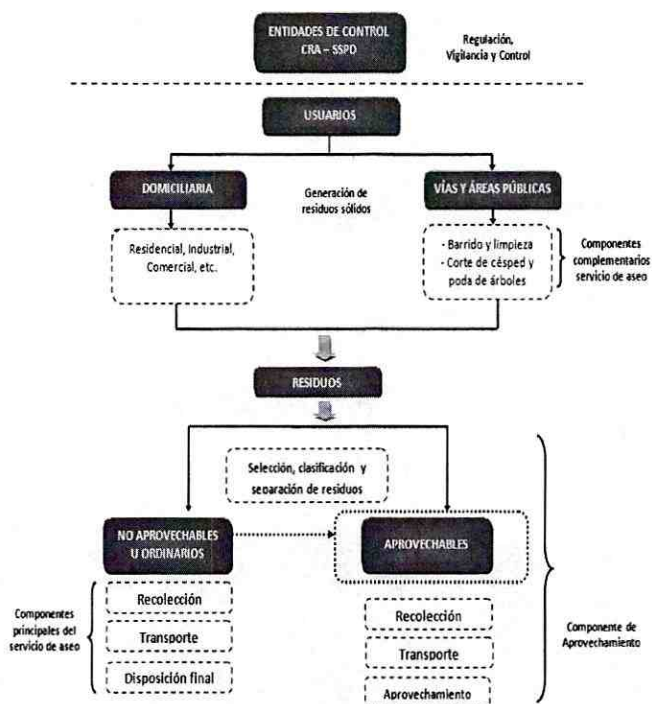 ENTIDADES DE CONTROL
CRA – SSPD
Regulación,
Vigilancia y Control
USUARIOS
DOMICILIARIA
Generación de
residuos sólidos
VÍAS Y ÁREAS PÚBLICAS
Residencial, Industrial,
Comercial, etc.
- Barrido y limpieza
- Corte de césped y
poda de árboles
Componentes
complementarios
servicio de aseo
RESIDUOS
Selección, clasificación y
separación de residuos
NO APROVECHABLES
U ORDINARIOS
APROVECHABLES
Componentes
principales del
servicio de aseo
Recolección
Transporte
Disposición final
Recolección
Transporte
Aprovechamiento
Componente de
Aprovechamiento